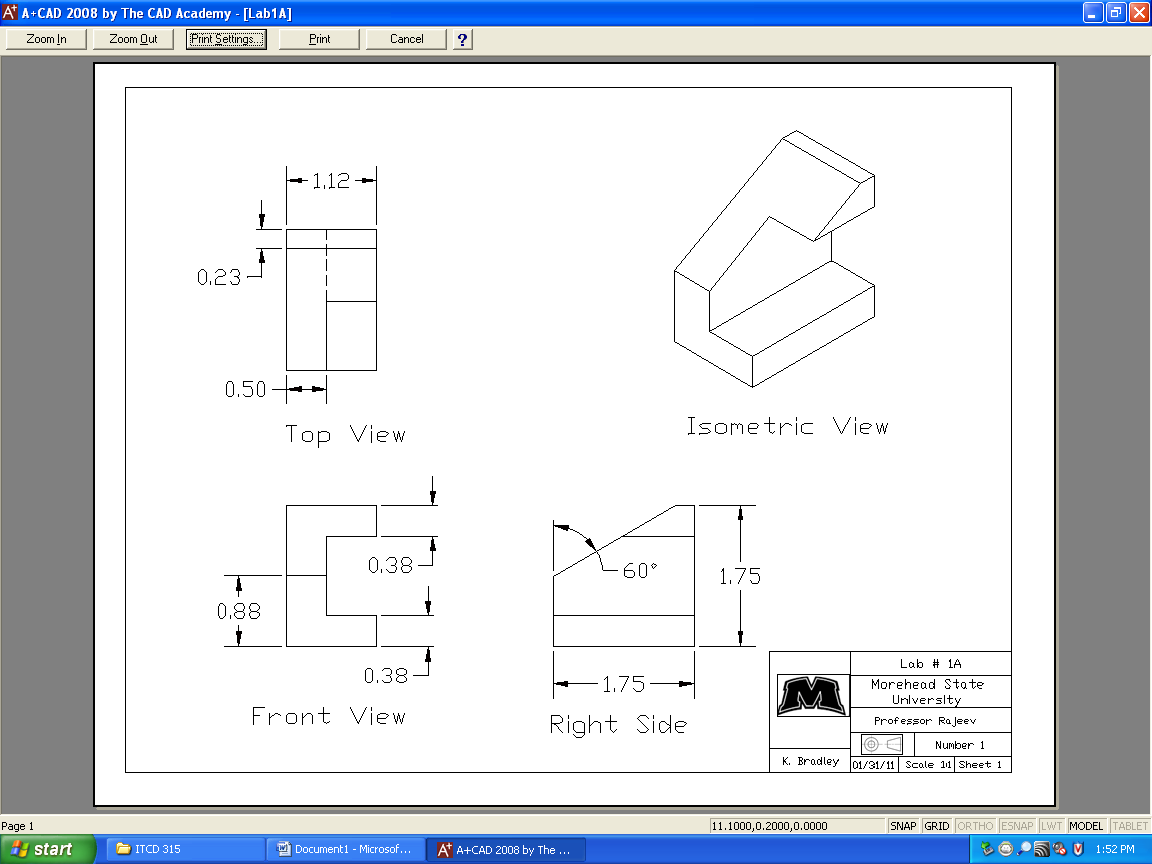 A+CAD 2008 by The CAD Academy - [Lab1A]
Zoom In Zoom Out Print Settings... Print Cancel ?
1.12
0.23
0.50
Top View
Isometric View
0.38
0.88
0.38
Front View
60°
1.75
1.75
Right Side
Lab # 1A
Morehead State
University
Professor Rajeev
Number 1
K. Bradley
01/31/11 Scale 1:1 Sheet 1
Page 1
11.1000,0.2000,0.0000 SNAP GRID ORTHO OSNAP ESNAP LWT MODEL TABLET
start ITCD 315 Document1 - Microsof... A+CAD 2008 by The ... 1:52 PM